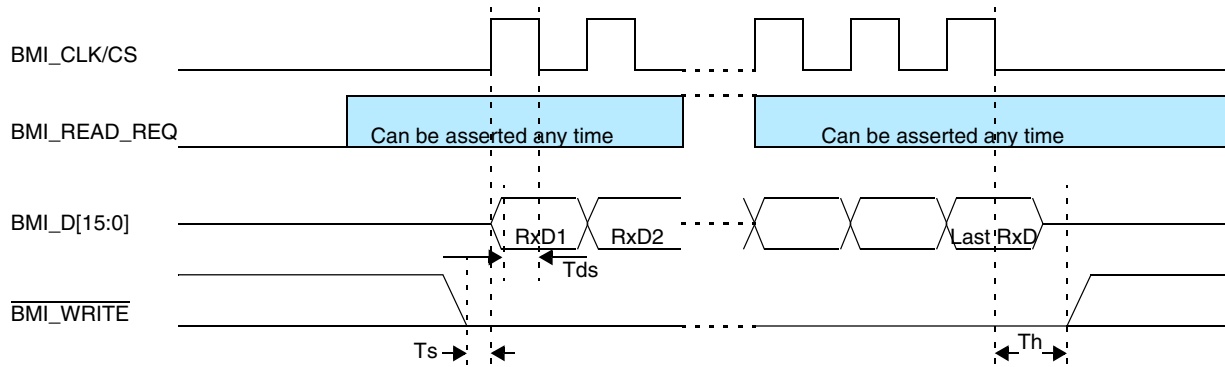 BMI_CLK/CS
BMI_READ_REQ
Can be asserted any time
Can be asserted any time
BMI_D[15:0]
RxD1
RxD2
Last RxD
Tds
BMI_WRITE
Ts
Th